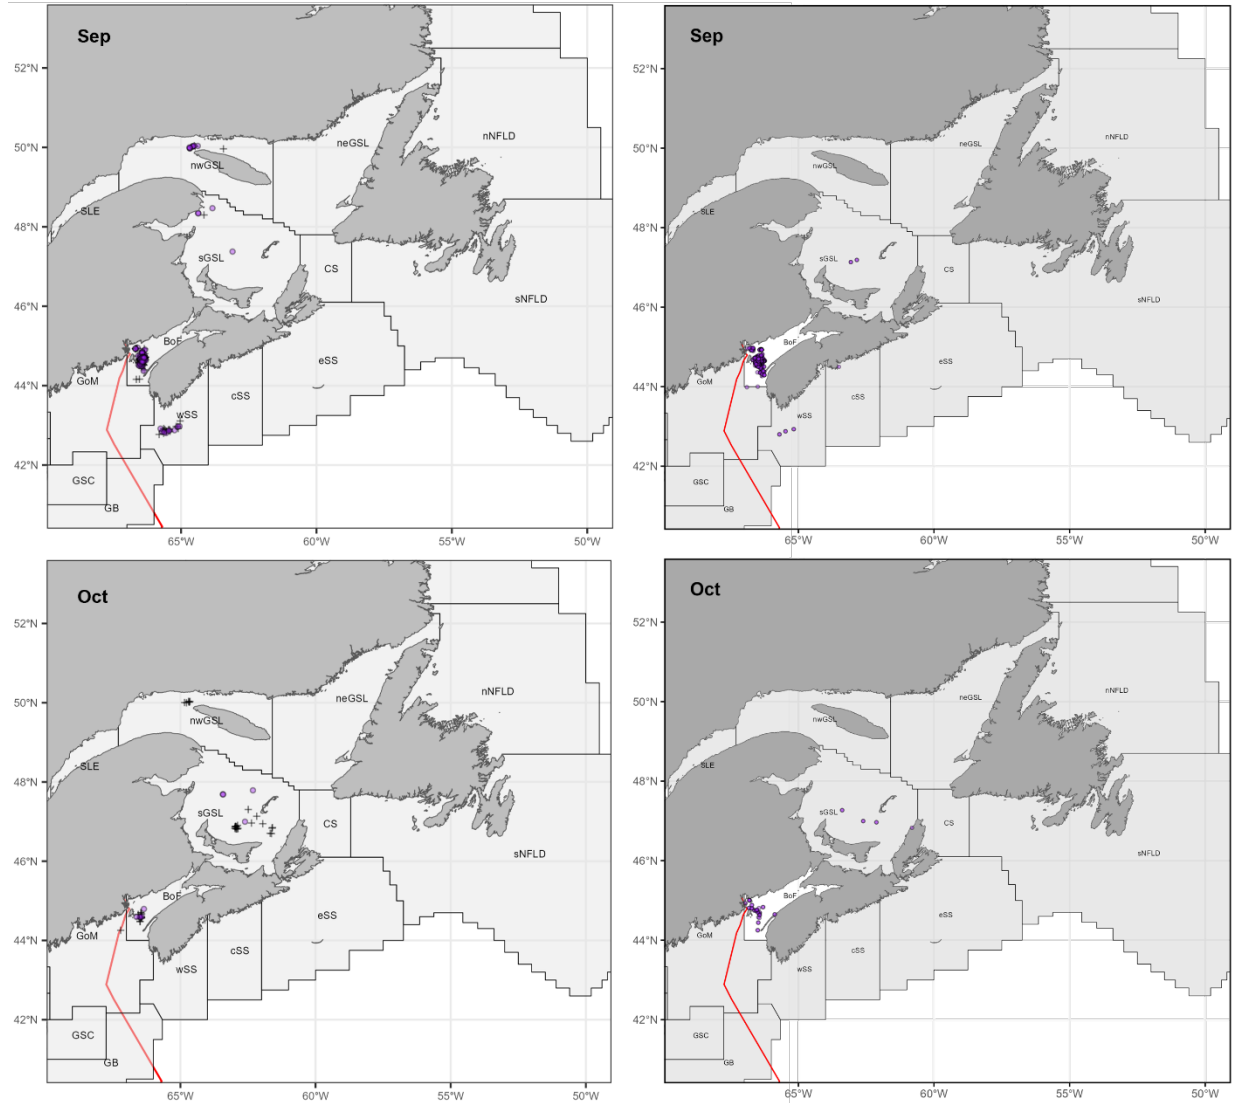 Sep
52°N
50°N
48°N
46°N
44°N
42°N
nNFLD
neGSL
nwGSL
SLE
sGSL
CS
sNFLD
BoF
eSS
GoM
cSS
wSS
GSC
GB
65°W
60°W
55°W
50°W
Sep
52°N
50°N
48°N
46°N
44°N
42°N
nNFLD
neGSL
nwGSL
SLE
sGSL
CS
sNFLD
BoF
eSS
GoM
cSS
wSS
GSC
GB
65°W
60°W
55°W
50°W
Oct
52°N
50°N
48°N
46°N
44°N
42°N
nNFLD
neGSL
nwGSL
SLE
sGSL
CS
sNFLD
BoF
eSS
GoM
cSS
wSS
GSC
GB
65°W
60°W
55°W
50°W
Oct
52°N
50°N
48°N
46°N
44°N
42°N
nNFLD
neGSL
nwGSL
SLE
sGSL
CS
sNFLD
BoF
eSS
GoM
cSS
wSS
GSC
GB
65°W
60°W
55°W
50°W